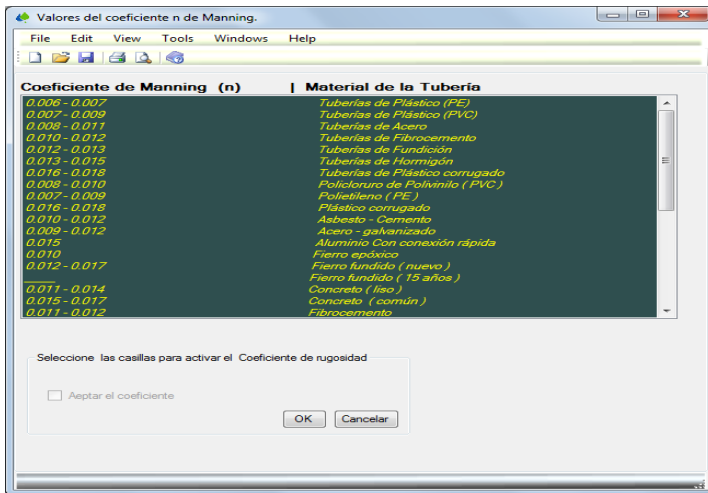 Valores del coeficiente n de Manning.
File Edit View Tools Windows Help
Coeficiente de Manning (n) | Material de la Tubería
0.006 - 0.007 Tuberías de Plástico (PE)
0.007 - 0.009 Tuberías de Plástico (PVC)
0.008 - 0.011 Tuberías de Acero
0.010 - 0.012 Tuberías de Fibrocemento
0.012 - 0.013 Tuberías de Fundición
0.013 - 0.015 Tuberías de Hormigón
0.016 - 0.018 Tuberías de Plástico corrugado
0.008 - 0.010 Policloruro de Polivinilo ( PVC )
0.007 - 0.009 Polietileno ( PE )
0.016 - 0.018 Plástico corrugado
0.010 - 0.012 Asbesto - Cemento
0.009 - 0.012 Acero - galvanizado
0.015 Aluminio Con conexión rápida
0.010 Fierro epóxico
0.012 - 0.017 Fierro fundido ( nuevo )
____ Fierro fundido ( 15 años )
0.011 - 0.014 Concreto ( liso )
0.015 - 0.017 Concreto ( común )
0.011 - 0.012 Fibrocemento
Seleccione las casillas para activar el Coeficiente de rugosidad
Aeptar el coeficiente
OK Cancelar